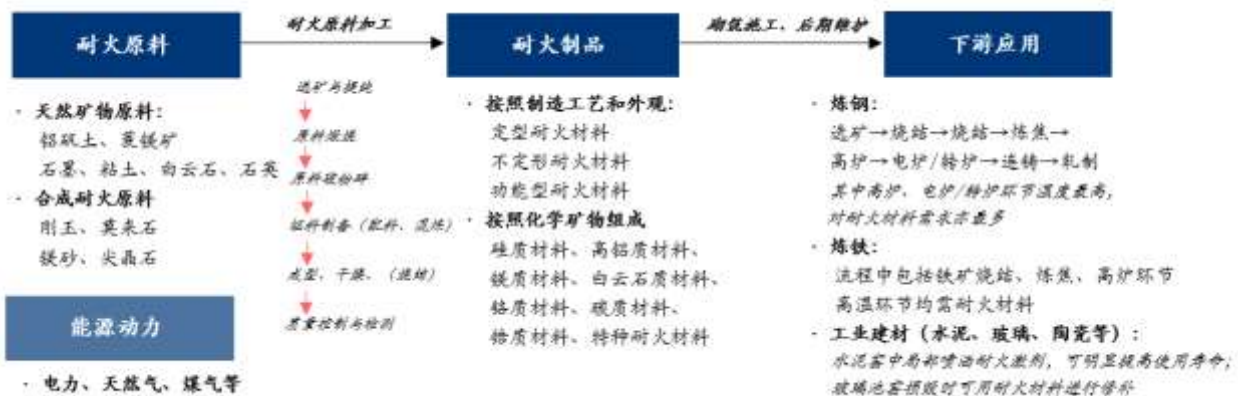 耐火原料
耐火原料加工
耐火制品
砌筑施工、后期维护
下游应用
· 天然矿物原料：
铝矾土、菱镁矿
石墨、粘土、白云石、石英
· 合成耐火原料
刚玉、莫来石
镁砂、尖晶石
能源动力
· 电力、天然气、煤气等
选矿与提纯
原料煅烧
原料破粉碎
坯料制备（配料、混炼）
成型、干燥、（烧结）
质量控制与检测
· 按照制造工艺和外观：
定型耐火材料
不定形耐火材料
功能型耐火材料
· 按照化学矿物组成
硅质材料、高铝质材料、
镁质材料、白云石质材料、
铬质材料、碳质材料、
锆质材料、特种耐火材料
· 炼钢：
选矿→烧结→烧结→炼焦→
高炉→电炉/转炉→连铸→轧制
其中高炉、电炉/转炉环节温度最高，
对耐火材料需求亦最多
· 炼铁：
流程中包括铁矿烧结、炼焦、高炉环节
高温环节均需耐火材料
· 工业建材（水泥、玻璃、陶瓷等）：
水泥窑中局部喷涂耐火，可明显提高使用寿命；
玻璃池窑损毁时可用耐火材料进行修补